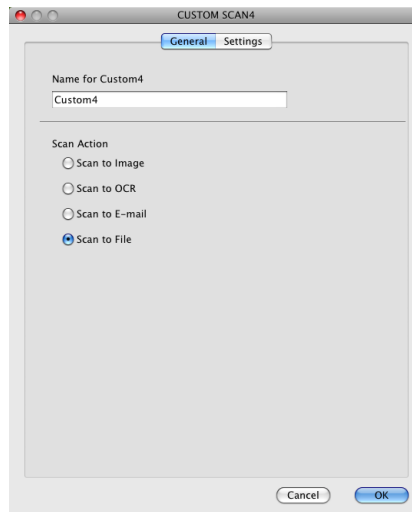 CUSTOM SCAN4
General Settings
Name for Custom4
Custom4
Scan Action
Scan to Image
Scan to OCR
Scan to E-mail
Scan to File
Cancel OK